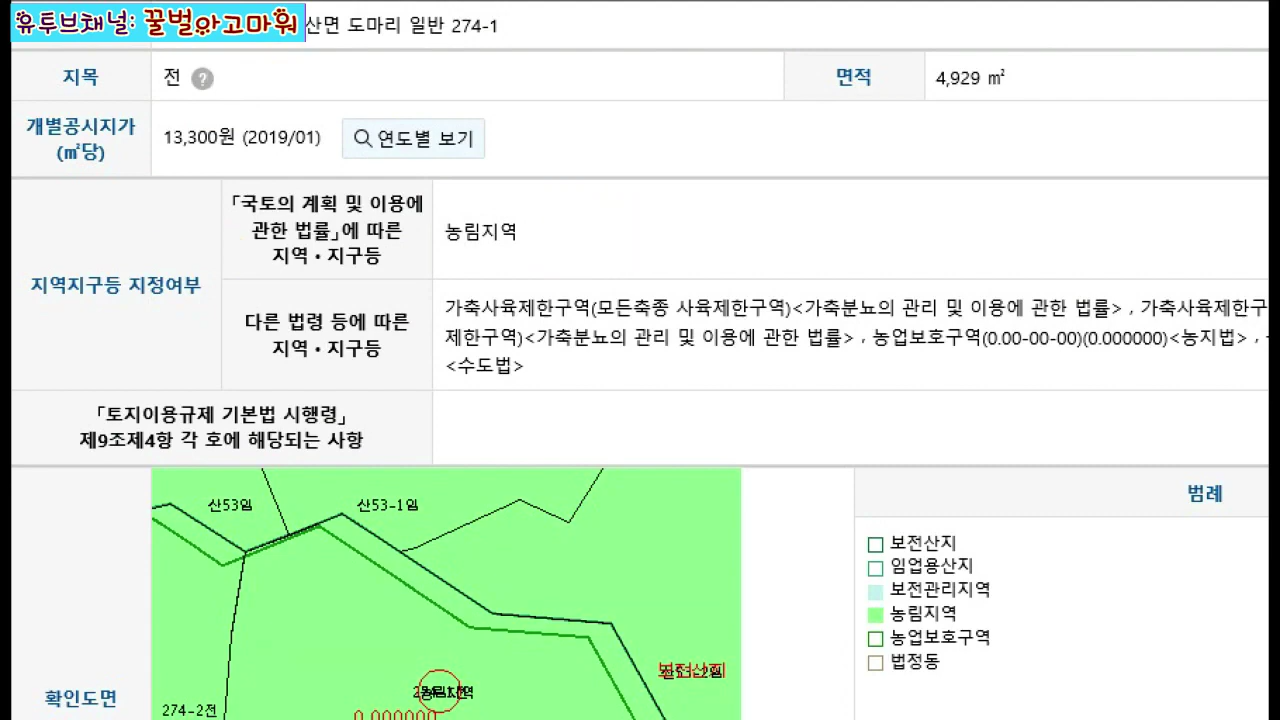 유투브채널: 꿀벌아고마워 산면 도마리 일반 274-1
지목 전 ? 면적 4,929 ㎡
개별공시지가
(㎡당)
13,300원 (2019/01) 연도별 보기
지역지구등 지정여부
「국토의 계획 및 이용에
관한 법률」에 따른
지역・지구등
농림지역
다른 법령 등에 따른
지역・지구등
가축사육제한구역(모든축종 사육제한구역)<가축분뇨의 관리 및 이용에 관한 법률> , 가축사육제한구
제한구역)<가축분뇨의 관리 및 이용에 관한 법률> , 농업보호구역(0.00-00-00)(0.000000)<농지법> ,
<수도법>
「토지이용규제 기본법 시행령」
제9조제4항 각 호에 해당되는 사항
확인도면
산53임 산53-1임
보전산지
274-2전
0.000000
범례
보전산지
임업용산지
보전관리지역
농림지역
농업보호구역
법정동